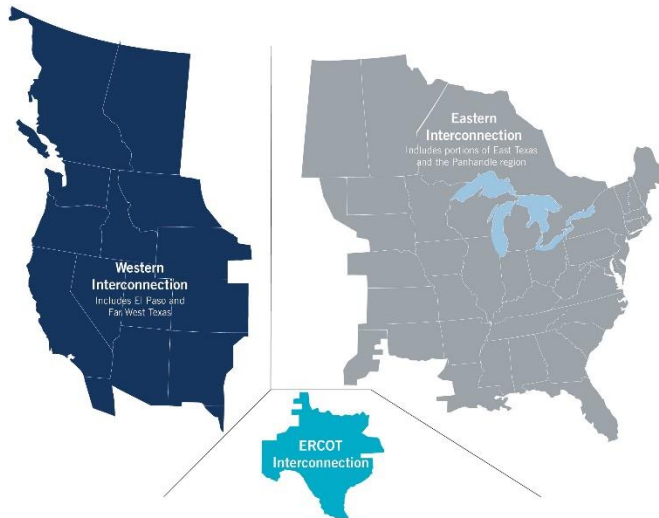 Western
Interconnection
Includes El Paso and
Far West Texas
Eastern
Interconnection
Includes portions of East Texas
and the Panhandle region
ERCOT
Interconnection